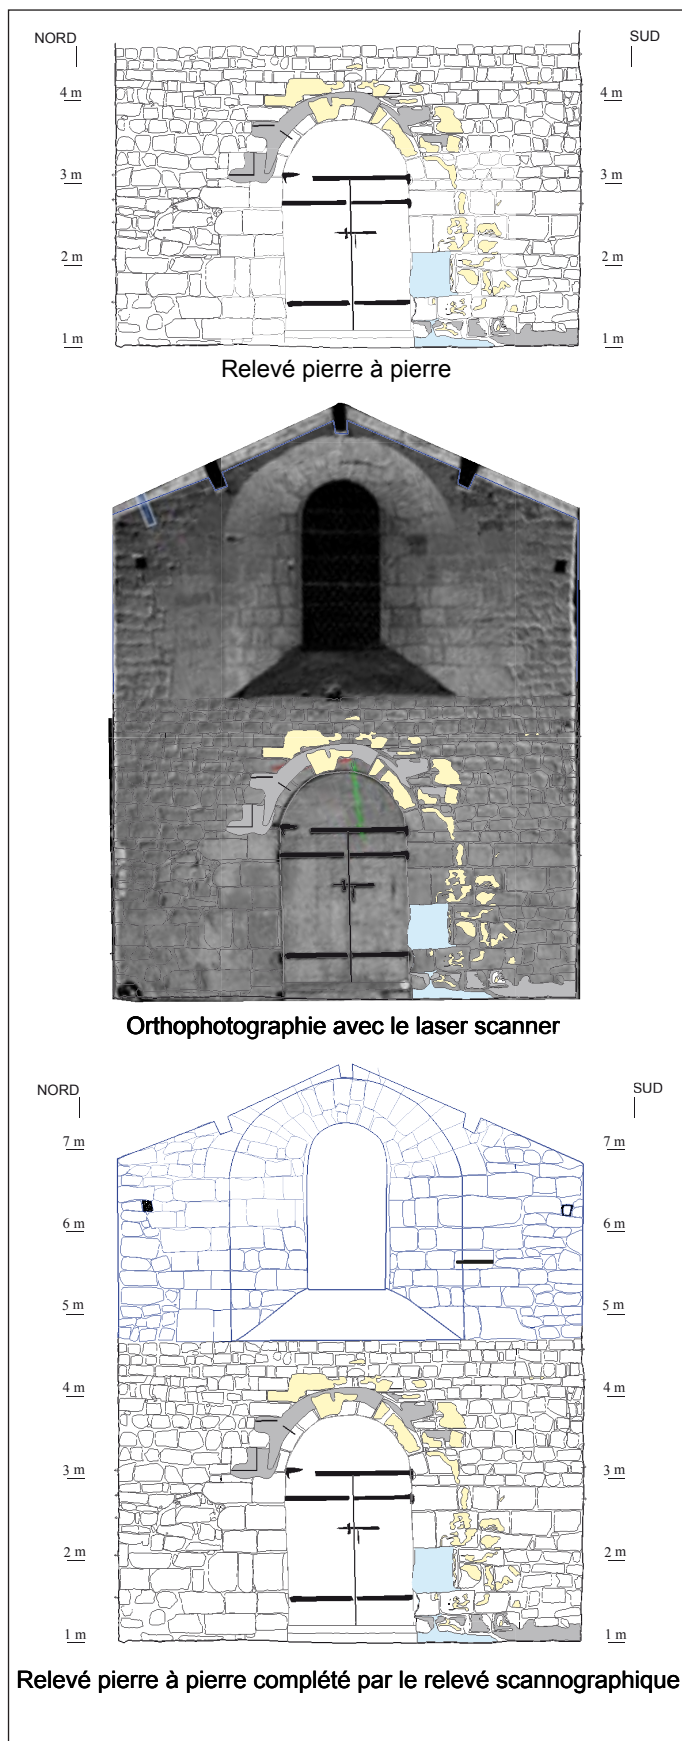 NORD SUD
4 m 4 m
3 m 3 m
2 m 2 m
1 m 1 m
Relevé pierre à pierre
Orthophotographie avec le laser scanner
NORD SUD
7 m 7 m
6 m 6 m
5 m 5 m
4 m 4 m
3 m 3 m
2 m 2 m
1 m 1 m
Relevé pierre à pierre complété par le relevé scannographique